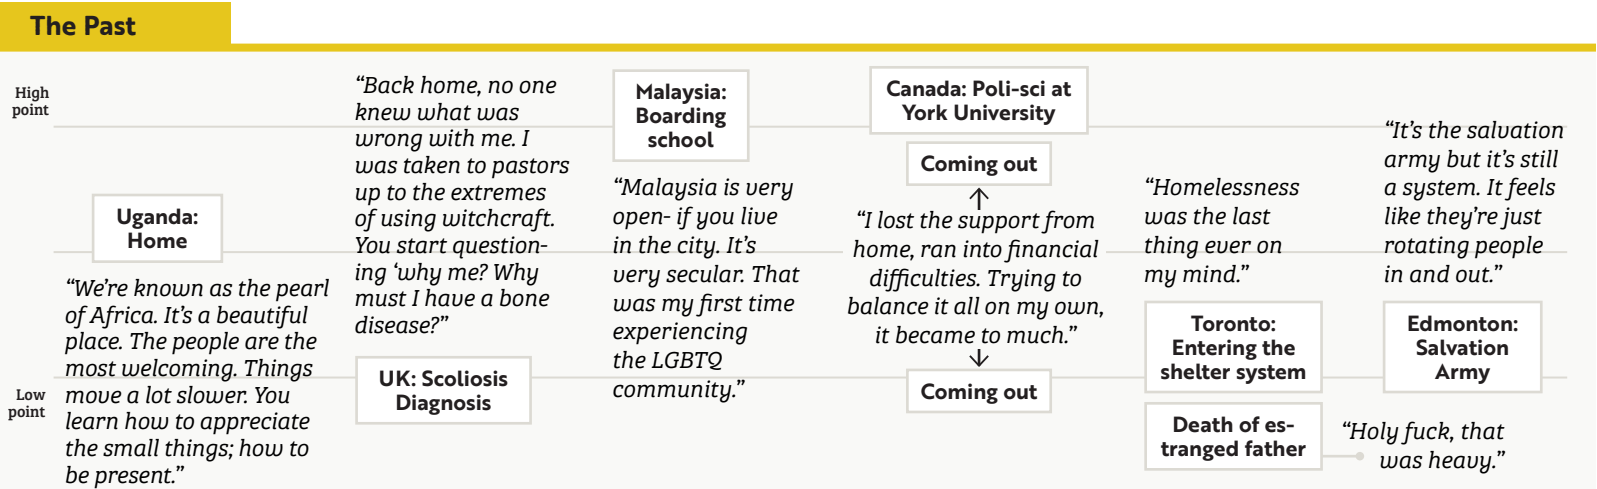 The Past
High
point
Low
point
Uganda:
Home
“We’re known as the pearl
of Africa. It’s a beautiful
place. The people are the
most welcoming. Things
move a lot slower. You
learn how to appreciate
the small things; how to
be present.”
“Back home, no one
knew what was
wrong with me. I
was taken to pastors
up to the extremes
of using witchcraft.
You start question-
ing ‘why me? Why
must I have a bone
disease?”
UK: Scoliosis
Diagnosis
Malaysia:
Boarding
school
“Malaysia is very
open- if you live
in the city. It’s
very secular. That
was my first time
experiencing
the LGBTQ
community.”
Canada: Poli-sci at
York University
Coming out
“I lost the support from
home, ran into financial
difficulties. Trying to
balance it all on my own,
it became to much.”
Coming out
“Homelessness
was the last
thing ever on
my mind.”
Toronto:
Entering the
shelter system
Death of es-
tranged father
“Holy fuck, that
was heavy.”
“It’s the salvation
army but it’s still
a system. It feels
like they’re just
rotating people
in and out.”
Edmonton:
Salvation
Army